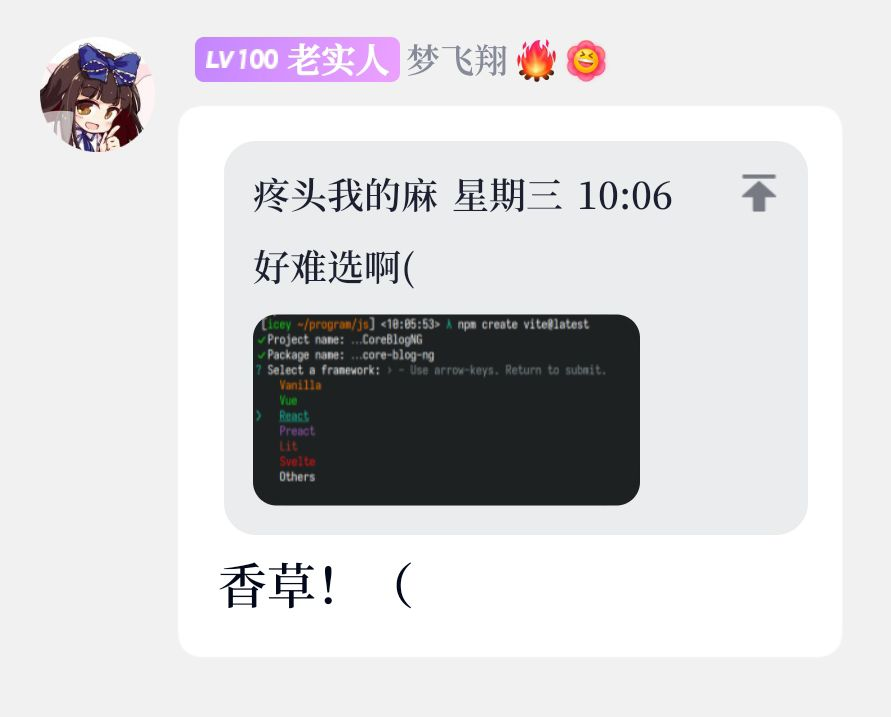 LV100 老实人 梦飞翔🔥
疼头我的麻 星期三 10:06
好难选啊(
[icey ~/program/js] <10:05:53> λ npm create vite@latest
✓Project name: …CoreBlogNG
✓Package name: …core-blog-ng
? Select a framework: › - Use arrow-keys. Return to submit.
Vanilla
Vue
❯ React
Preact
Lit
Svelte
Others
香草！（